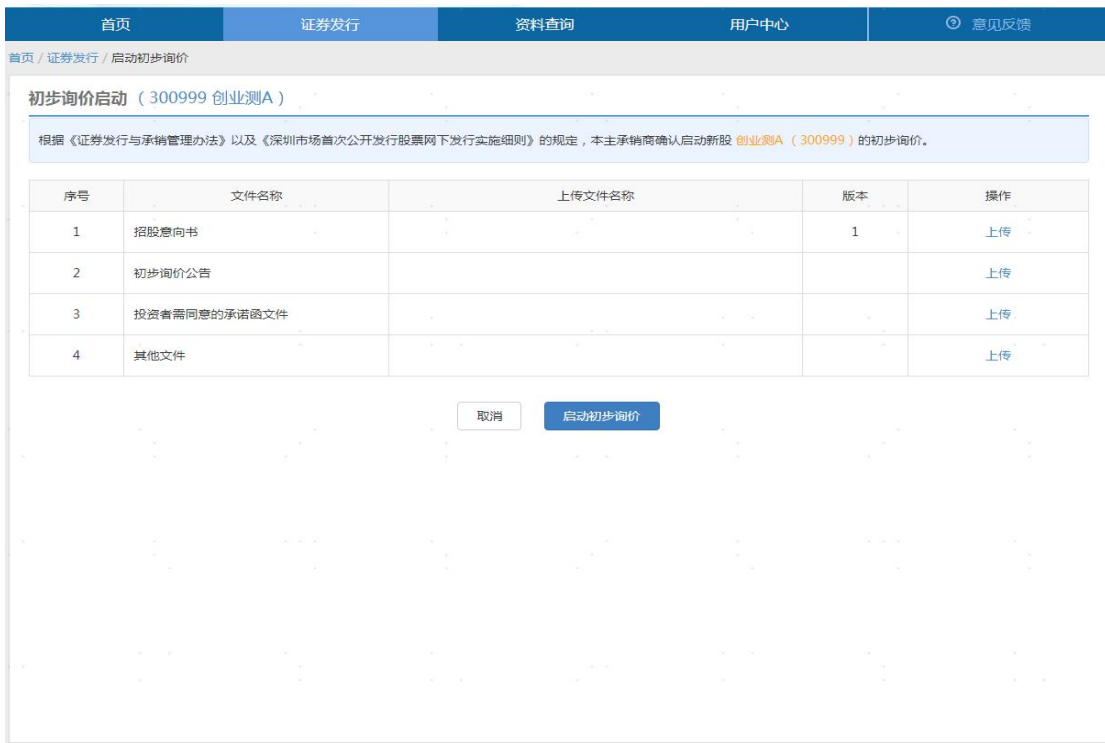 首页 证券发行 资料查询 用户中心 ? 意见反馈
首页 / 证券发行 / 启动初步询价
初步询价启动 （ 300999 创业测A ）
根据《证券发行与承销管理办法》以及《深圳市场首次公开发行股票网下发行实施细则》的规定，本主承销商确认启动新股 创业测A （ 300999 ) 的初步询价。
序号 文件名称 上传文件名称 版本 操作
1 招股意向书 1 上传
2 初步询价公告 上传
3 投资者需同意的承诺函文件 上传
4 其他文件 上传
取消 启动初步询价